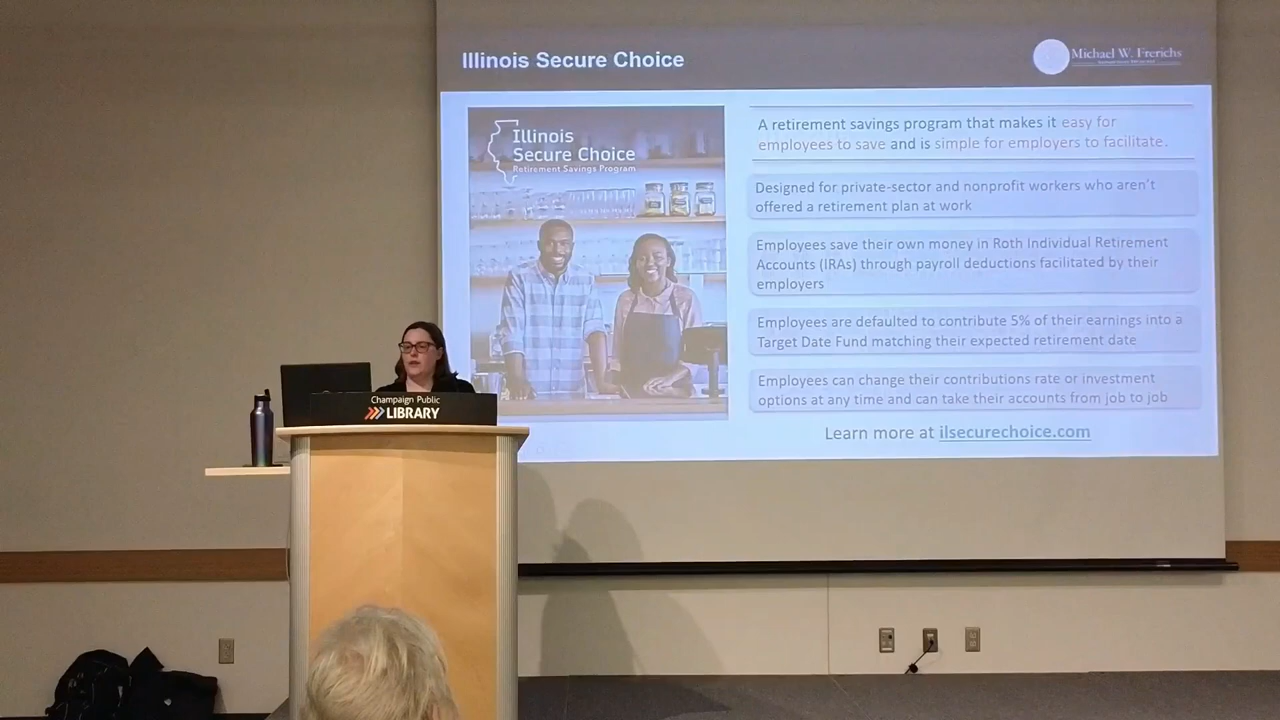 Illinois Secure Choice
Michael W. Frerichs
Illinois
Secure Choice
Retirement Savings Program
A retirement savings program that makes it easy for
employees to save and is simple for employers to facilitate.
Designed for private-sector and nonprofit workers who aren't
offered a retirement plan at work
Employees save their own money in Roth Individual Retirement
Accounts (IRAs) through payroll deductions facilitated by their
employers
Employees are defaulted to contribute 5% of their earnings into a
Target Date Fund matching their expected retirement date
Employees can change their contributions rate or investment
options at any time and can take their accounts from job to job
Learn more at ilsecurechoice.com
Champaign Public
LIBRARY